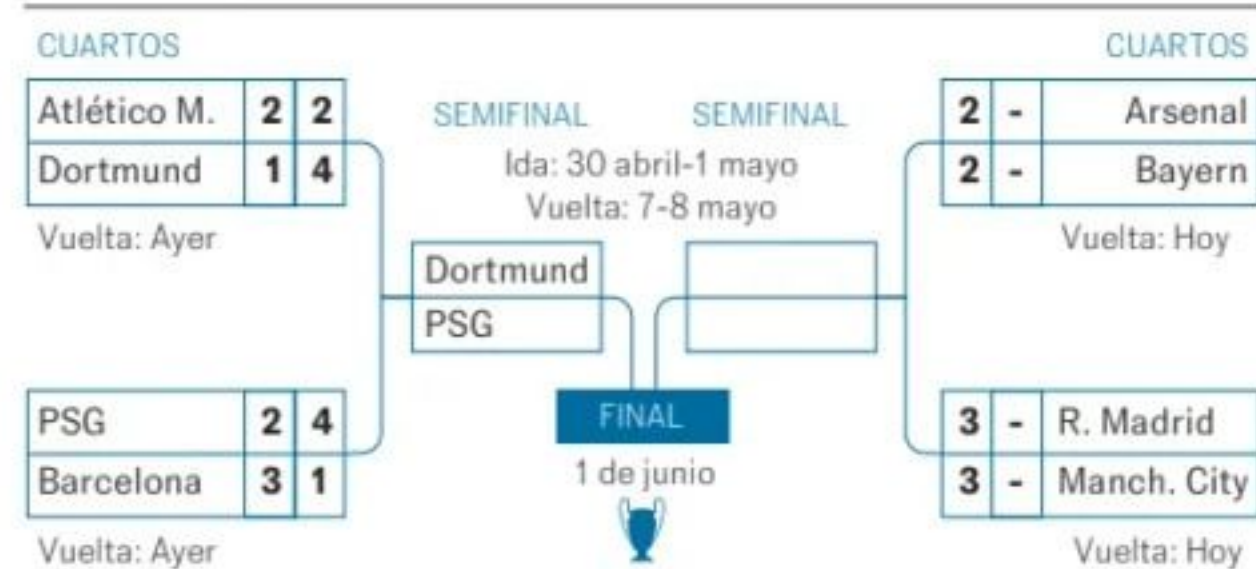 CUARTOS
Atlético M. 2 2
Dortmund 1 4
Vuelta: Ayer
PSG 2 4
Barcelona 3 1
Vuelta: Ayer
SEMIFINAL SEMIFINAL
Ida: 30 abril-1 mayo
Vuelta: 7-8 mayo
Dortmund
PSG
FINAL
1 de junio
CUARTOS
2 - Arsenal
2 - Bayern
Vuelta: Hoy
3 - R. Madrid
3 - Manch. City
Vuelta: Hoy